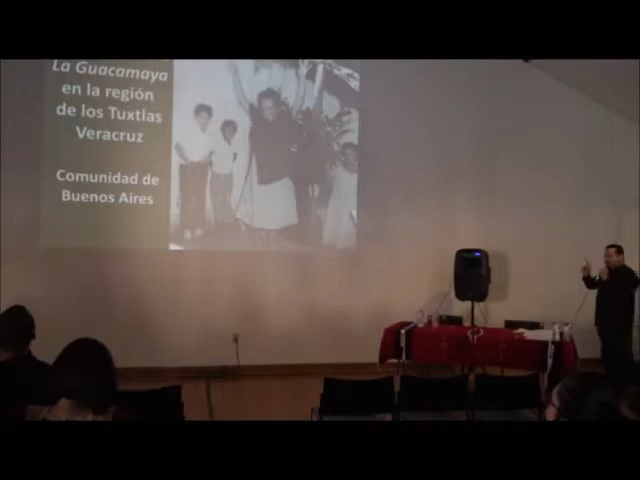 La Guacamaya
en la región
de los Tuxtlas
Veracruz
Comunidad de
Buenos Aires